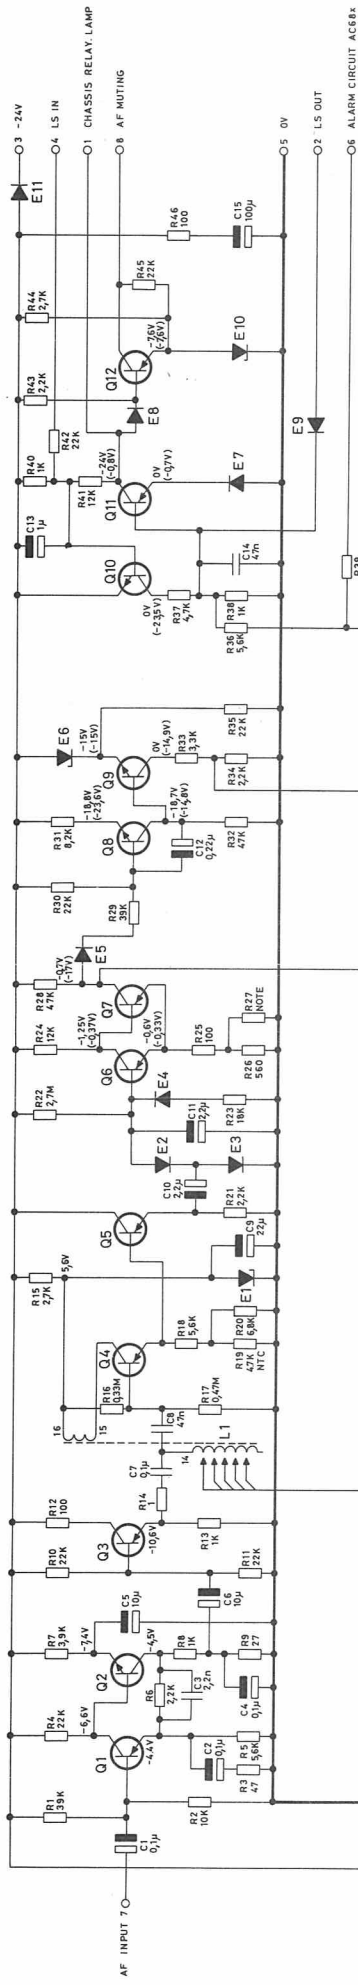 AF INPUT 7
C1
0,1µ
R1
39K
R2
10K
Q1
R4
22K
-6,6V
-4,4V
C2
0,1µ
R3
47
R5
5,6K
R6
2,2K
C3
2,2n
Q2
R7
3,9K
-7,4V
-4,5V
C5
10µ
R8
1K
C4
0,1µ
R9
27
C6
10µ
R10
22K
R11
22K
Q3
R12
100
-10,6V
R13
1K
R14
1
C7
0,1µ
14
L1
C8
47n
16
15
R16
0,33M
R17
0,47M
Q4
R15
2,7K
5,6V
R18
5,6K
R19
47K
NTC
R20
6,8K
E1
C9
22µ
Q5
R21
2,2K
C10
2,2µ
E2
E3
C11
2,2µ
R22
2,7M
E4
R23
18K
Q6
R24
12K
-1,25V
(-0,37V)
-0,6V
(-0,33V)
R25
100
R26
560
R27
NOTE
Q7
R28
47K
-0,7V
(-17V)
E5
R29
39K
R30
22K
Q8
R31
8,2K
-18,8V
(-23,6V)
-18,7V
(-14,8V)
C12
0,22µ
R32
47K
Q9
E6
-15V
(-15V)
0V
(-14,9V)
R33
3,3K
R34
2,2K
R35
22K
Q10
C13
1µ
0V
(-23,5V)
R37
4,7K
R36
5,6K
R38
1K
C14
47n
R40
1K
R41
12K
R42
22K
Q11
-24V
(-0,8V)
0V
(-0,7V)
E7
E8
R43
2,2K
Q12
R44
2,7K
-7,6V
(-7,6V)
R45
22K
E10
E9
R46
100
C15
100µ
E11
3 -24V
4 LS IN
1 CHASSIS RELAY. LAMP
8 AF MUTING
5 0V
2 LS OUT
6 ALARM CIRCUIT AC68x
R39